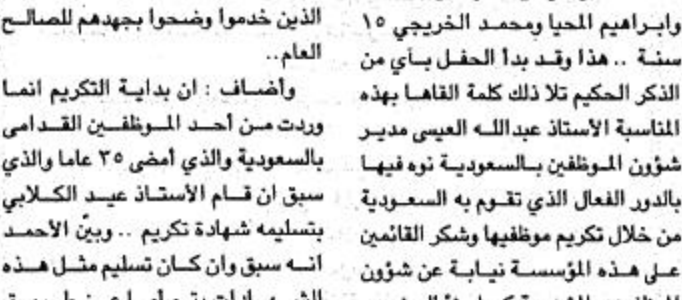 وابراهيم المحيا ومحمد الخريجي ١٥
سنة .. هذا وقد بدأ الحفل بآي من
الذكر الحكيم تلا ذلك كلمة القاها بهذه
المناسبة الأستاذ عبدالله العيسى مدير
شؤون الموظفين بالسعودية نوه فيها
بالدور الفعال الذي تقوم به السعودية
من خلال تكريم موظفيها وشكر القائمين
على هذه المؤسسة نيابة عن شؤون
الذين خدموا وضحوا بجهدهم للصالح
العام..
وأضاف : ان بداية التكريم انما
وردت من أحد الموظفين القدامى
بالسعودية والذي أمضى ٣٥ عاما والذي
سبق ان قام الأستاذ عيد الكلابي
بتسليمه شهادة تكريم .. وبيّن الأحمد
انه سبق وان كان تسليم مثل هذه